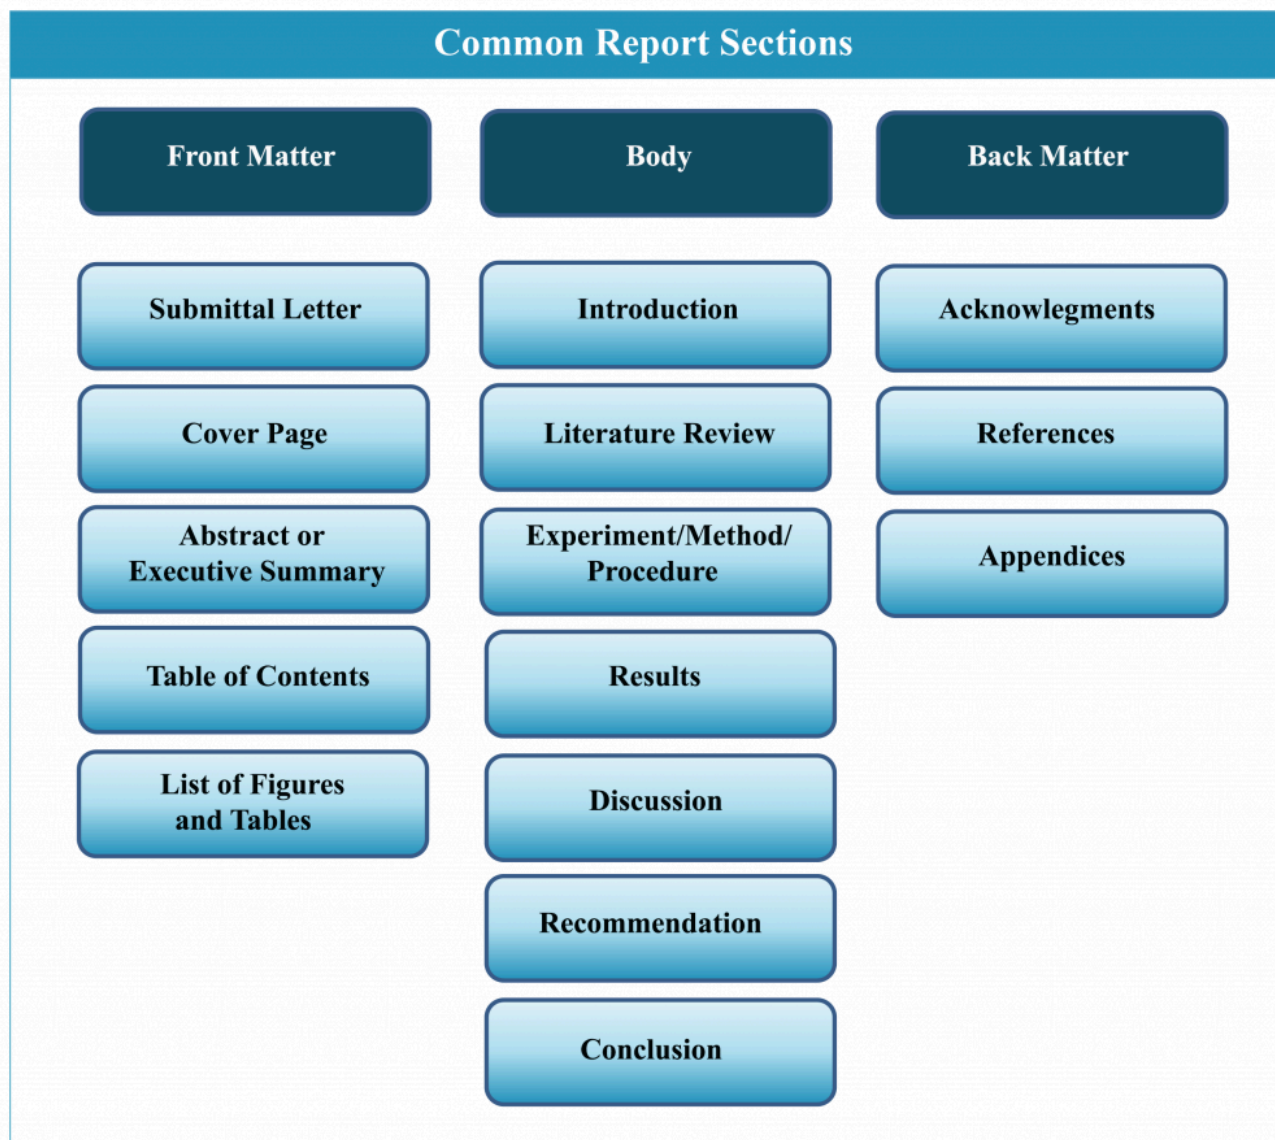 Common Report Sections
Front Matter
Submittal Letter
Cover Page
Abstract or
Executive Summary
Table of Contents
List of Figures
and Tables
Body
Introduction
Literature Review
Experiment/Method/
Procedure
Results
Discussion
Recommendation
Conclusion
Back Matter
Acknowlegments
References
Appendices